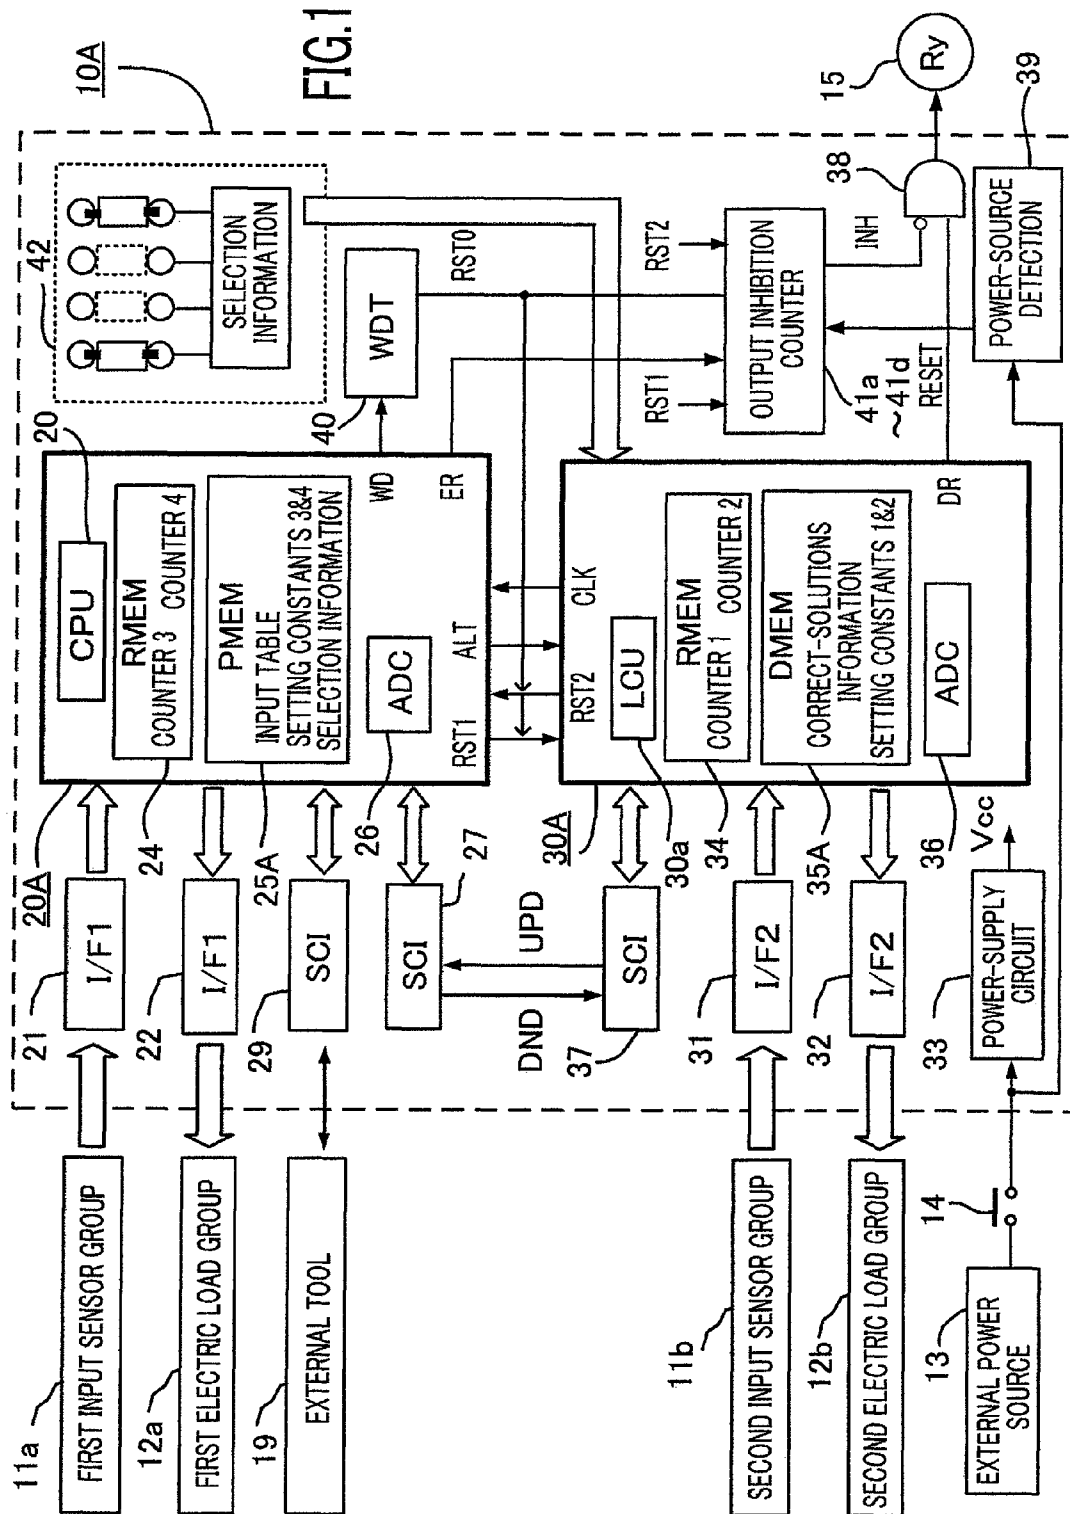 FIG.1
10A
42
SELECTION
INFORMATION
20
CPU
RMEM
COUNTER 3 COUNTER 4
PMEM
INPUT TABLE
SETTING CONSTANTS 3&4
SELECTION INFORMATION
ADC
20A
24
25A
26
WD
ER
RST1
ALT
40
WDT
RST0
RST1
RST2
OUTPUT INHIBITION
COUNTER
41a
~41d
RESET
INH
38
15
Ry
39
POWER-SOURCE
DETECTION
RST2
CLK
LCU
RMEM
COUNTER 1 COUNTER 2
DMEM
CORRECT-SOLUTIONS
INFORMATION
SETTING CONSTANTS 1&2
ADC
DR
30A
30a
34
35A
36
21
I/F1
22
I/F1
29
SCI
27
SCI
UPD
DND
37
SCI
31
I/F2
32
I/F2
33
POWER-SUPPLY
CIRCUIT
Vcc
11a
FIRST INPUT SENSOR GROUP
12a
FIRST ELECTRIC LOAD GROUP
19
EXTERNAL TOOL
11b
SECOND INPUT SENSOR GROUP
12b
SECOND ELECTRIC LOAD GROUP
13
EXTERNAL POWER
SOURCE
14